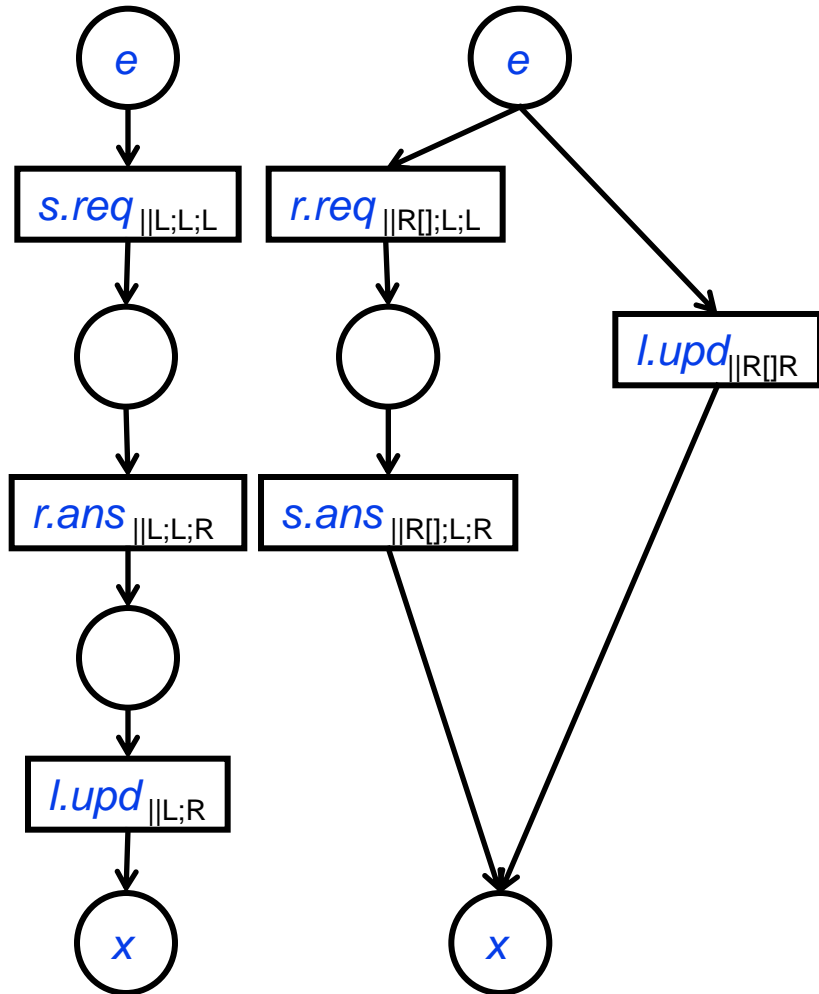 e e
s.req ||L;L;L r.req ||R[];L;L
l.upd ||R[]R
r.ans ||L;L;R s.ans ||R[];L;R
l.upd ||L;R
x x